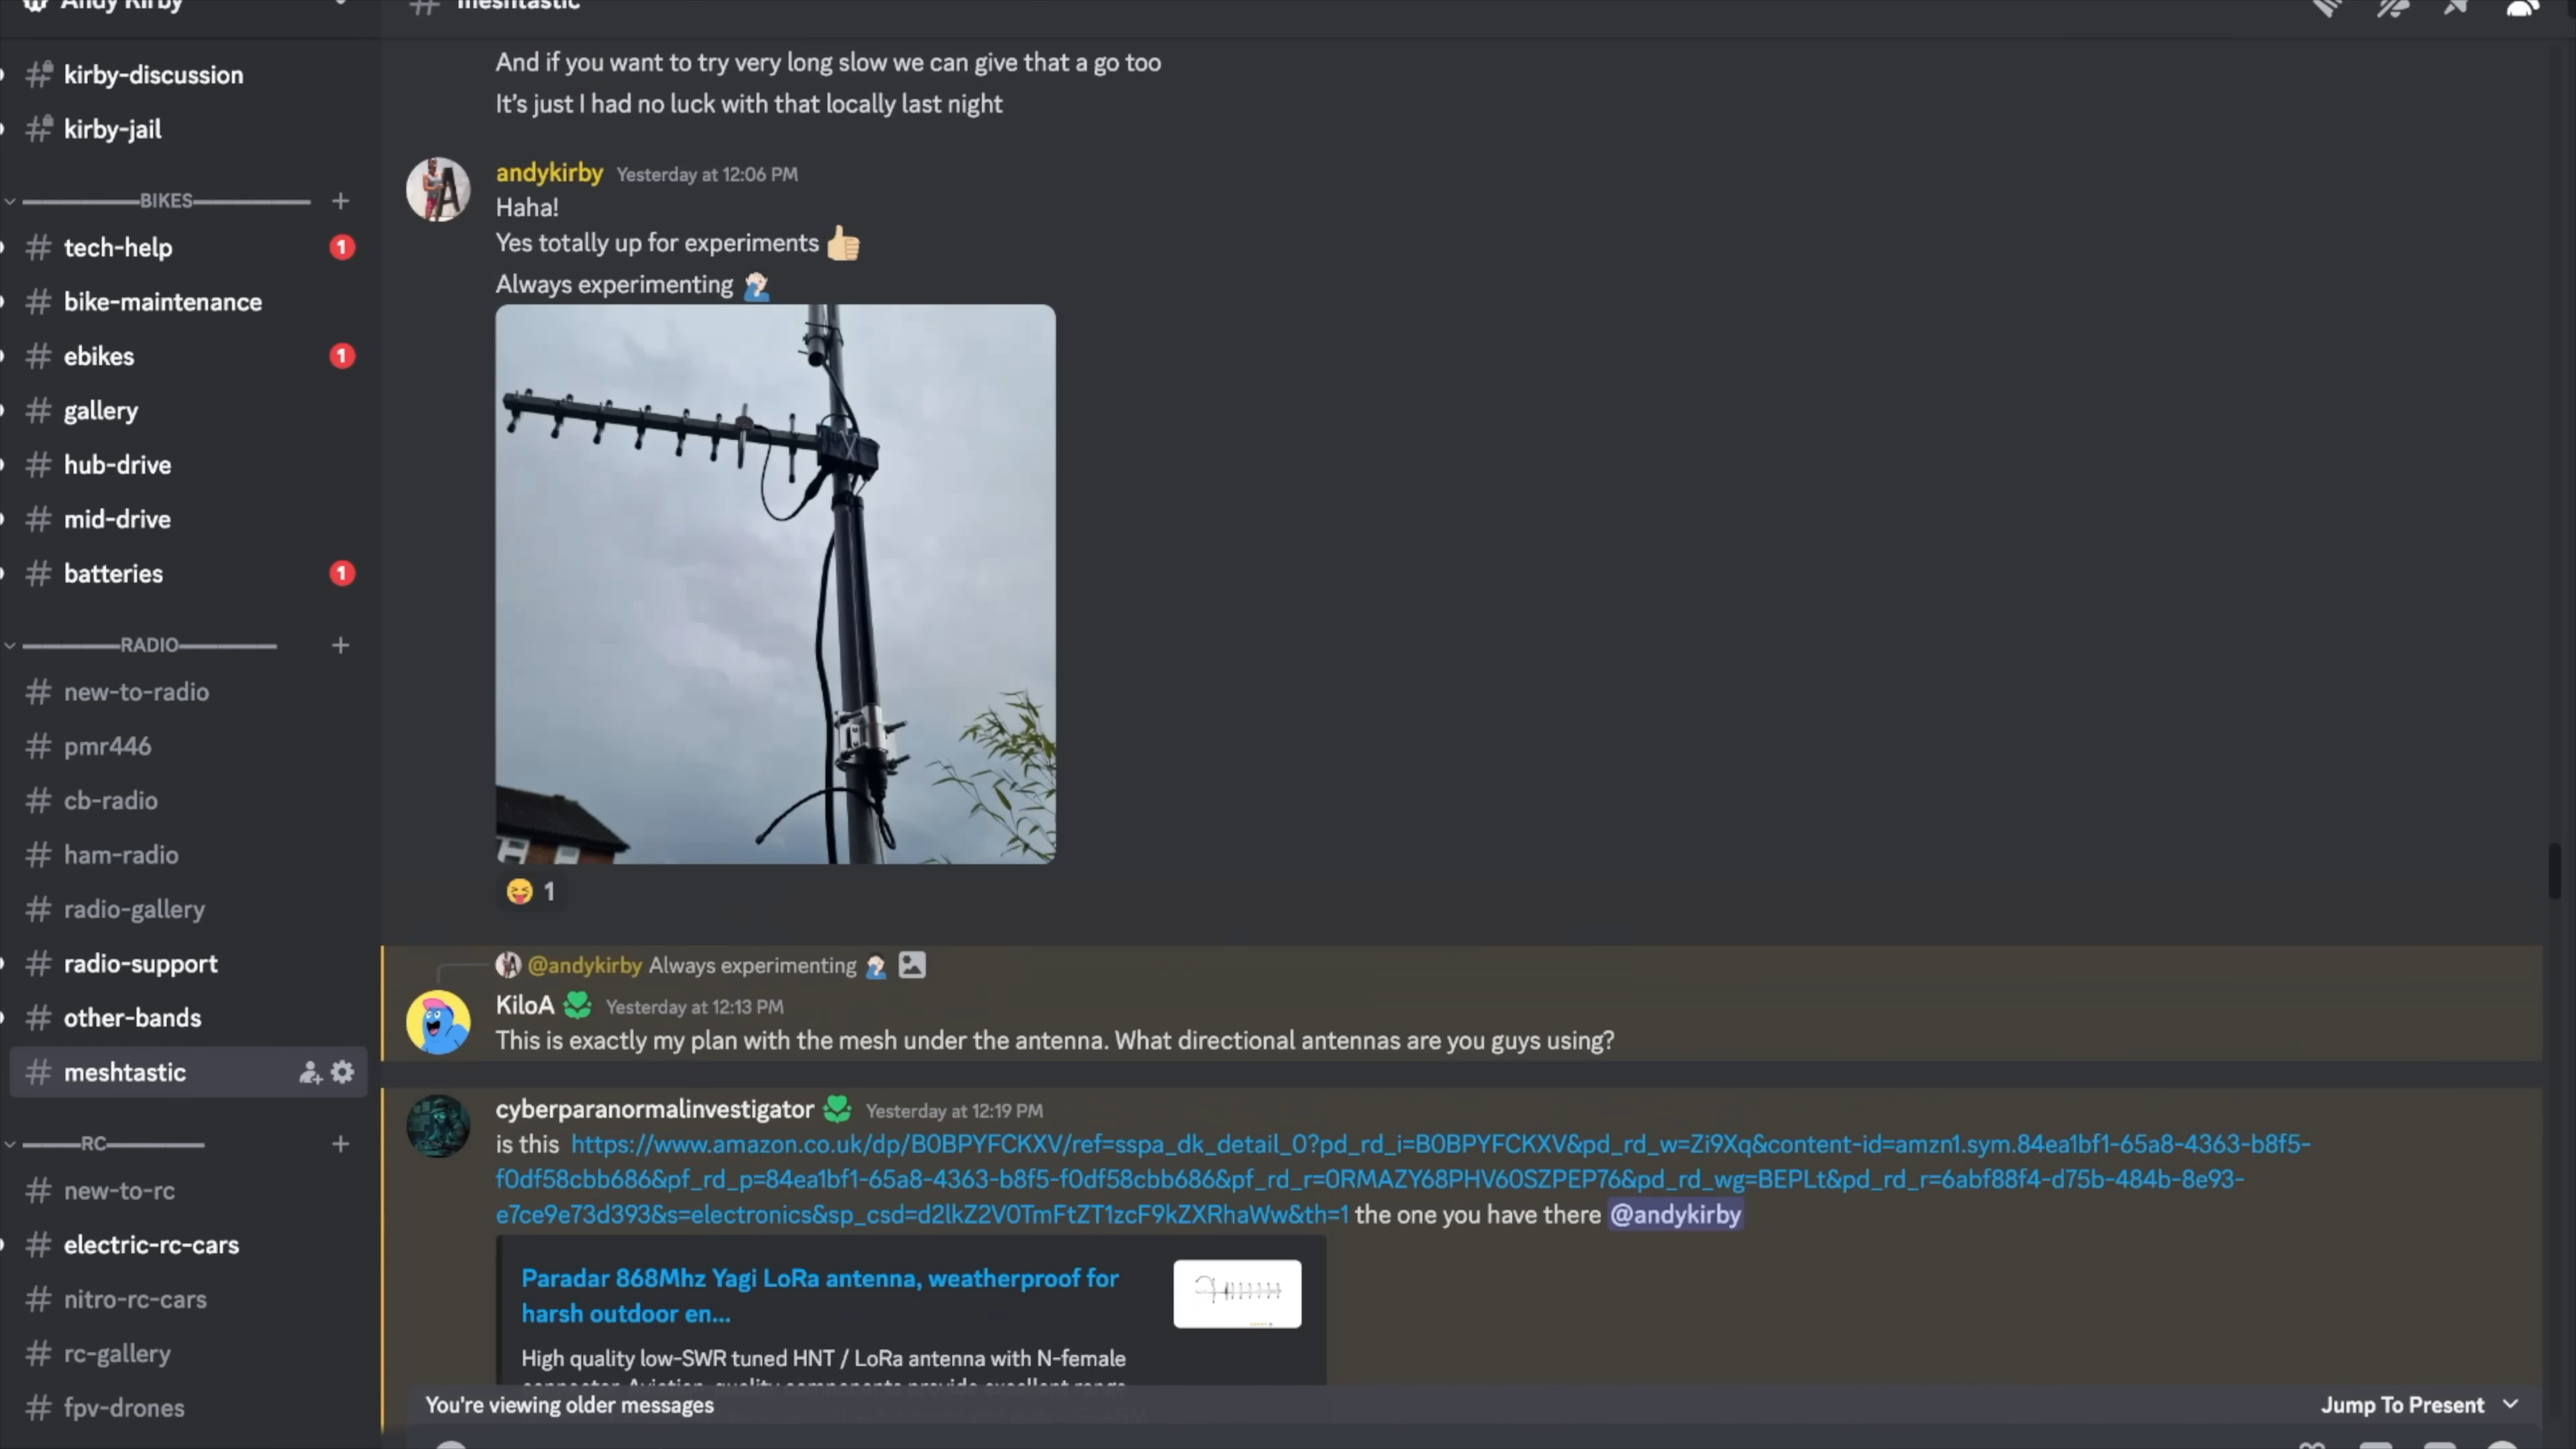 Andy Kirby
kirby-discussion
kirby-jail
BIKES
tech-help 1
bike-maintenance
ebikes 1
gallery
hub-drive
mid-drive
batteries 1
RADIO
new-to-radio
pmr446
cb-radio
ham-radio
radio-gallery
radio-support
other-bands
meshtastic
RC
new-to-rc
electric-rc-cars
nitro-rc-cars
rc-gallery
fpv-drones
# meshtastic
And if you want to try very long slow we can give that a go too
It's just I had no luck with that locally last night
andykirby Yesterday at 12:06 PM
Haha!
Yes totally up for experiments 👍🏼
Always experimenting 🤦🏻‍♂️
😝 1
@andykirby Always experimenting 🤦🏻‍♂️
KiloA Yesterday at 12:13 PM
This is exactly my plan with the mesh under the antenna. What directional antennas are you guys using?
cyberparanormalinvestigator Yesterday at 12:19 PM
is this https://www.amazon.co.uk/dp/B0BPYFCKXV/ref=sspa_dk_detail_0?pd_rd_i=B0BPYFCKXV&pd_rd_w=Zi9Xq&content-id=amzn1.sym.84ea1bf1-65a8-4363-b8f5-
f0df58cbb686&pf_rd_p=84ea1bf1-65a8-4363-b8f5-f0df58cbb686&pf_rd_r=0RMAZY68PHV60SZPEP76&pd_rd_wg=BEPLt&pd_rd_r=6abf88f4-d75b-484b-8e93-
e7ce9e73d393&s=electronics&sp_csd=d2lkZ2V0TmFtZT1zcF9kZXRhaWw&th=1 the one you have there @andykirby
Paradar 868Mhz Yagi LoRa antenna, weatherproof for
harsh outdoor en...
High quality low-SWR tuned HNT / LoRa antenna with N-female
connector. Aviation-quality components provide excellent range
You're viewing older messages
Jump To Present